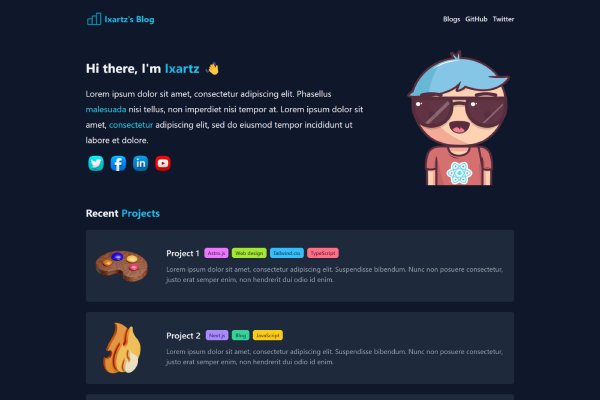 Ixartz's Blog
Blogs GitHub Twitter
Hi there, I'm Ixartz 👋
Lorem ipsum dolor sit amet, consectetur adipiscing elit. Phasellus
malesuada nisi tellus, non imperdiet nisi tempor at. Lorem ipsum dolor sit
amet, consectetur adipiscing elit, sed do eiusmod tempor incididunt ut
labore et dolore.
Recent Projects
Project 1 Astro.js Web design Tailwind css TypeScript
Lorem ipsum dolor sit amet, consectetur adipiscing elit. Suspendisse bibendum. Nunc non posuere consectetur,
justo erat semper enim, non hendrerit dui odio id enim.
Project 2 Next.js Blog JavaScript
Lorem ipsum dolor sit amet, consectetur adipiscing elit. Suspendisse bibendum. Nunc non posuere consectetur,
justo erat semper enim, non hendrerit dui odio id enim.